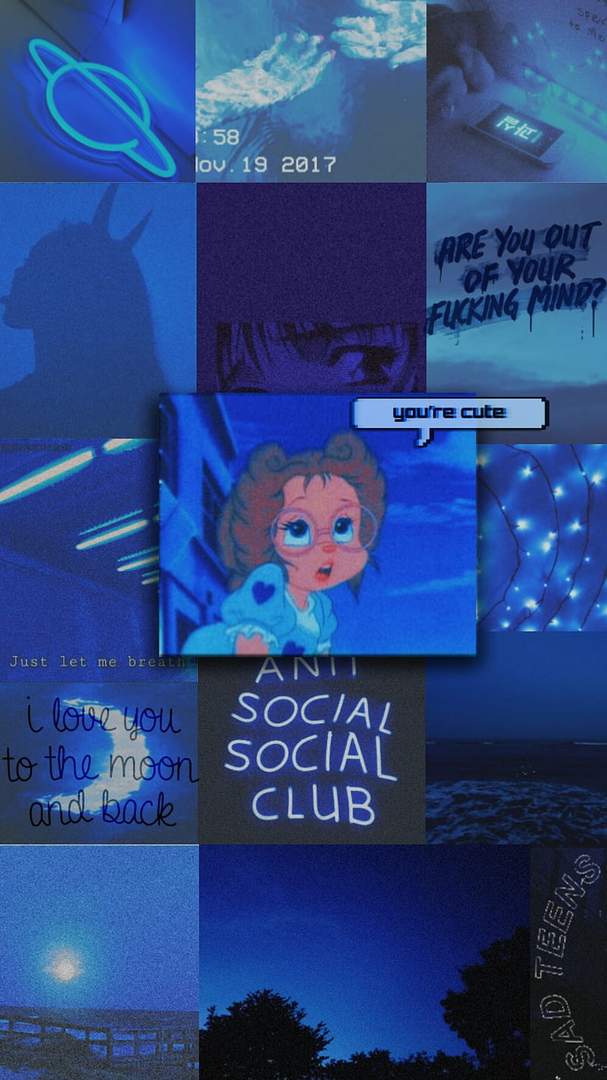 :58
Nov.19 2017
ARE YOU OUT
OF YOUR
FUCKING MIND?
you're cute
Just let me breath
i love you
to the moon
and back
ANTI
SOCIAL
SOCIAL
CLUB
SAD TEENS